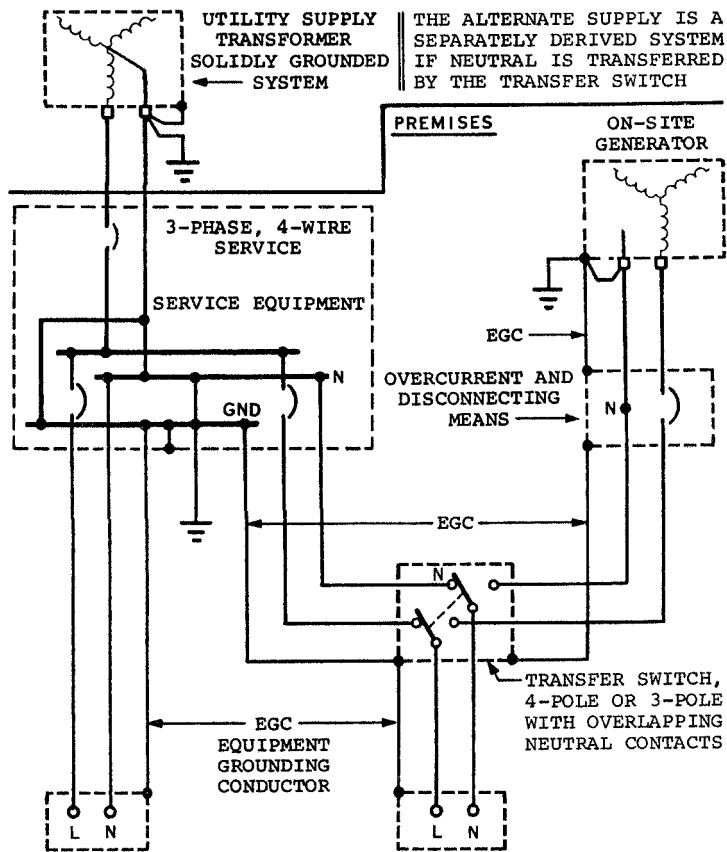 UTILITY SUPPLY
TRANSFORMER
SOLIDLY GROUNDED
SYSTEM
THE ALTERNATE SUPPLY IS A
SEPARATELY DERIVED SYSTEM
IF NEUTRAL IS TRANSFERRED
BY THE TRANSFER SWITCH
PREMISES
ON-SITE
GENERATOR
3-PHASE, 4-WIRE
SERVICE
SERVICE EQUIPMENT
EGC
N
OVERCURRENT AND
DISCONNECTING
MEANS
N
GND
EGC
N
TRANSFER SWITCH,
4-POLE OR 3-POLE
WITH OVERLAPPING
NEUTRAL CONTACTS
EGC
EQUIPMENT
GROUNDING
CONDUCTOR
L N
L N